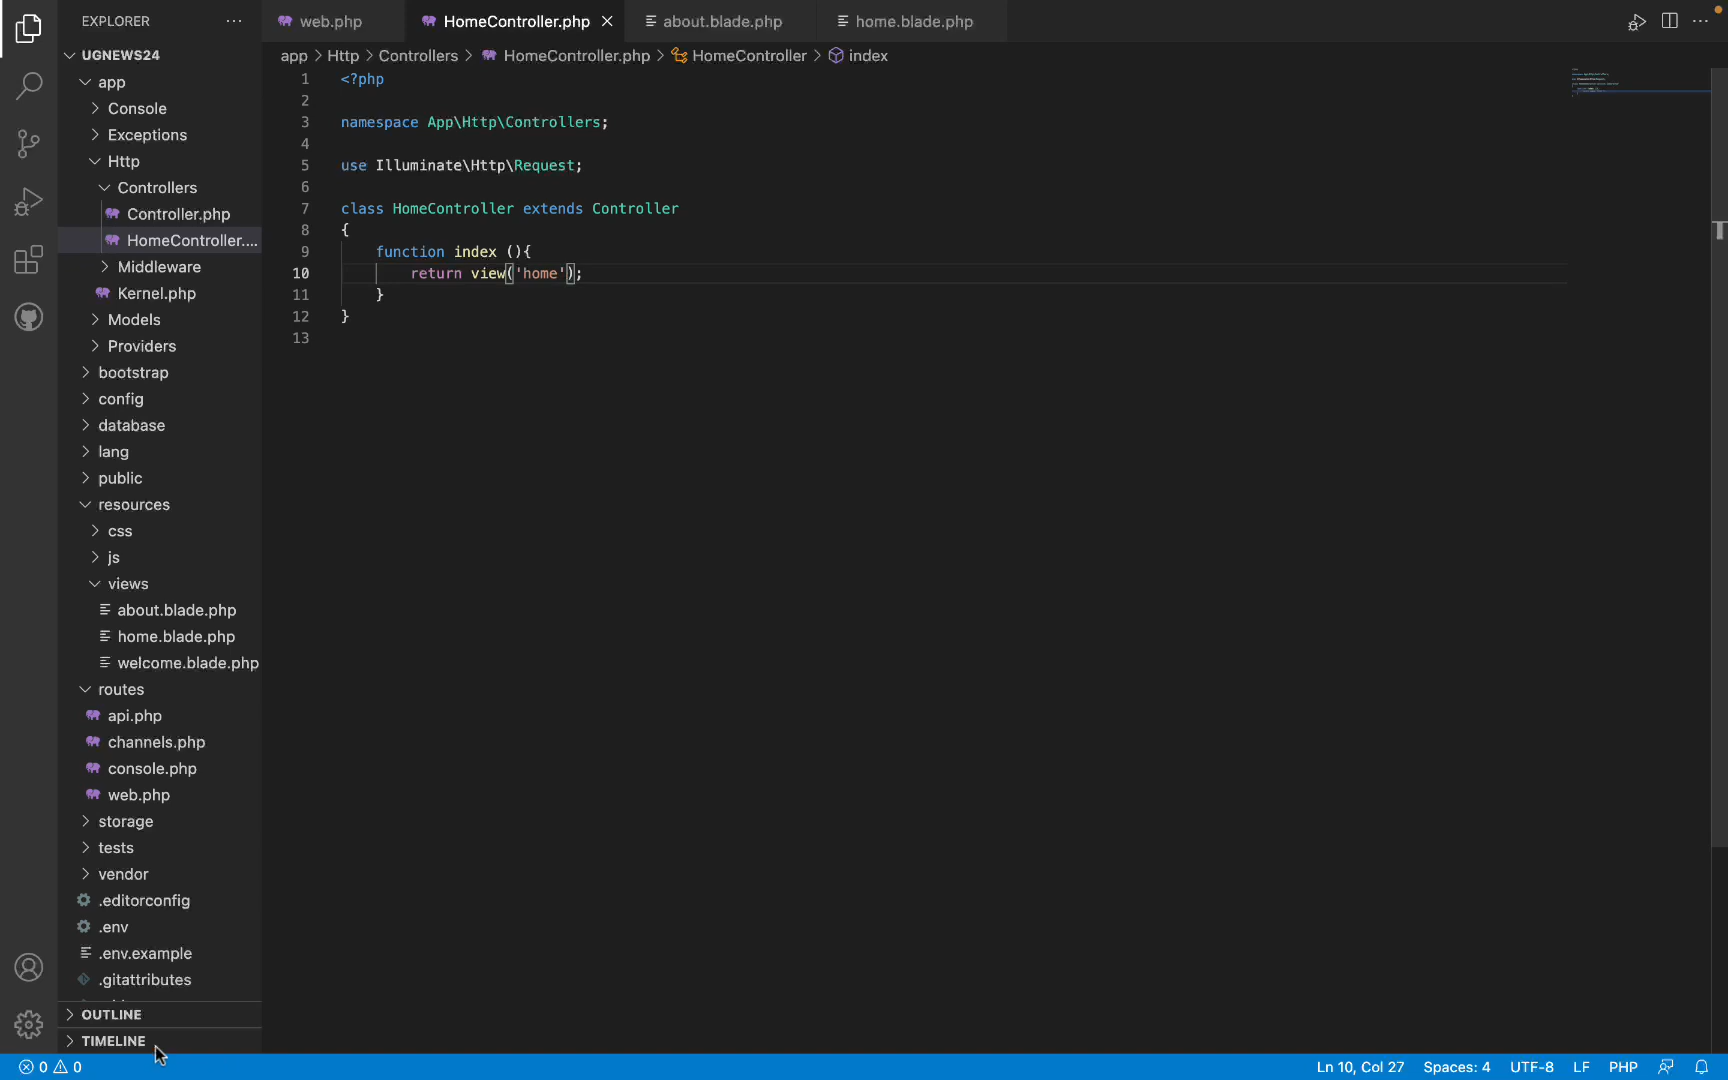 EXPLORER
web.php
HomeController.php
about.blade.php
home.blade.php
app > Http > Controllers > HomeController.php > HomeController > index
UGNEWS24
app
Console
Exceptions
Http
Controllers
Controller.php
HomeController....
Middleware
Kernel.php
Models
Providers
bootstrap
config
database
lang
public
resources
css
js
views
about.blade.php
home.blade.php
welcome.blade.php
routes
api.php
channels.php
console.php
web.php
storage
tests
vendor
.editorconfig
.env
.env.example
.gitattributes
OUTLINE
TIMELINE
1 <?php
2
3 namespace App\Http\Controllers;
4
5 use Illuminate\Http\Request;
6
7 class HomeController extends Controller
8 {
9 function index (){
10 return view('home');
11 }
12 }
13
0 0
Ln 10, Col 27 Spaces: 4 UTF-8 LF PHP